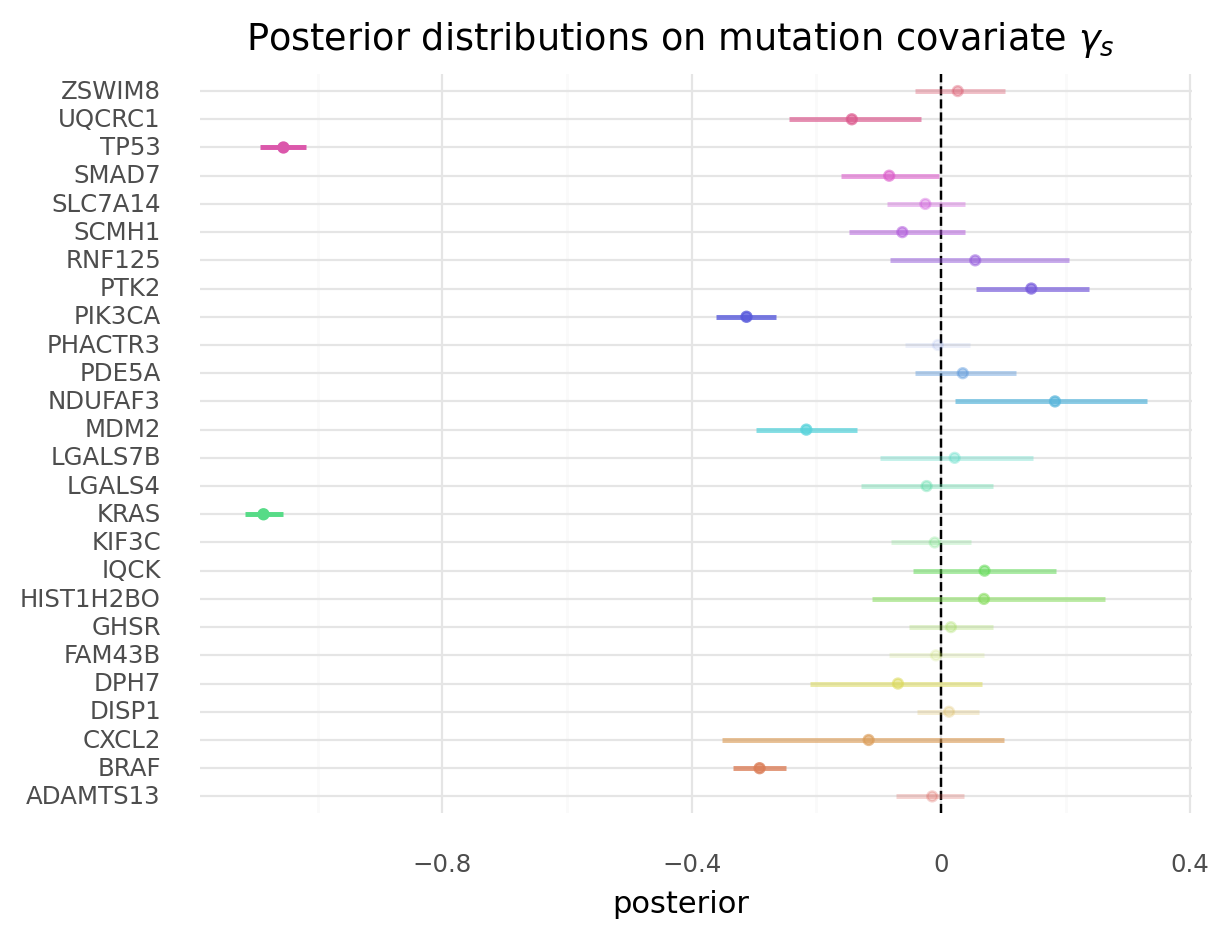 Posterior distributions on mutation covariate γs
ZSWIM8
UQCRC1
TP53
SMAD7
SLC7A14
SCMH1
RNF125
PTK2
PIK3CA
PHACTR3
PDE5A
NDUFAF3
MDM2
LGALS7B
LGALS4
KRAS
KIF3C
IQCK
HIST1H2BO
GHSR
FAM43B
DPH7
DISP1
CXCL2
BRAF
ADAMTS13
−0.8 −0.4 0 0.4
posterior